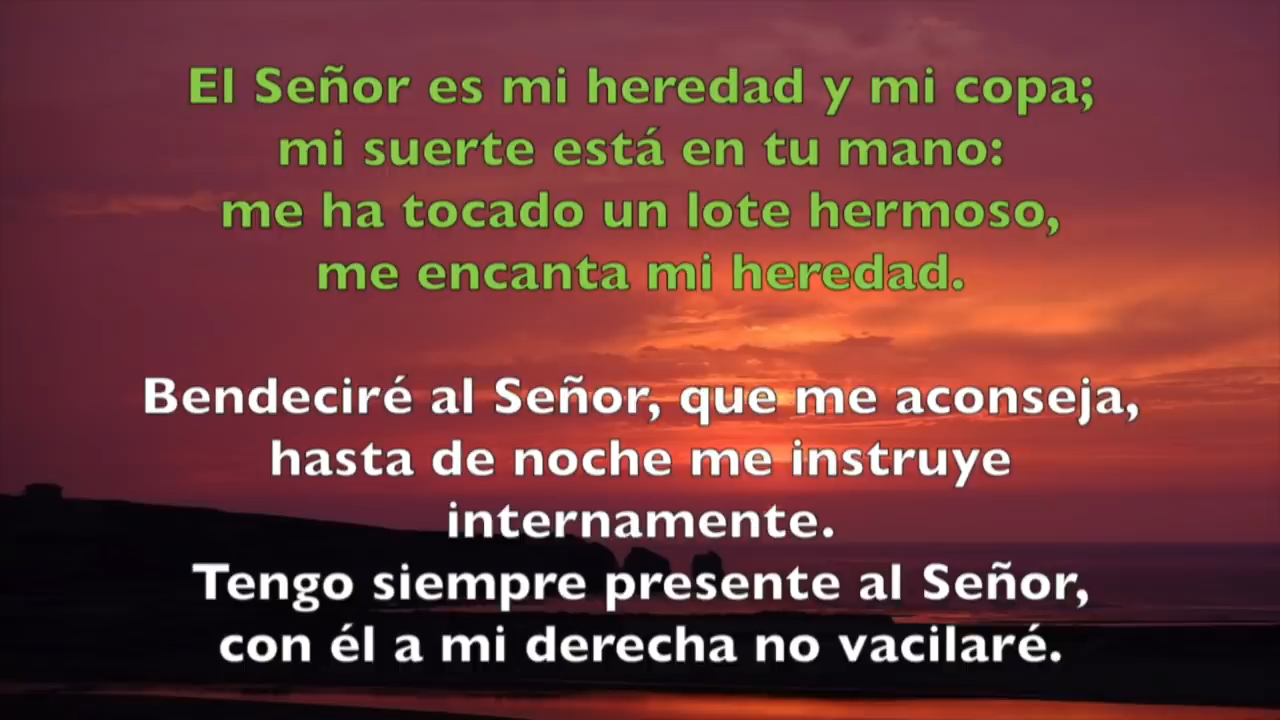 El Señor es mi heredad y mi copa;
mi suerte está en tu mano:
me ha tocado un lote hermoso,
me encanta mi heredad.
Bendeciré al Señor, que me aconseja,
hasta de noche me instruye
internamente.
Tengo siempre presente al Señor,
con él a mi derecha no vacilaré.